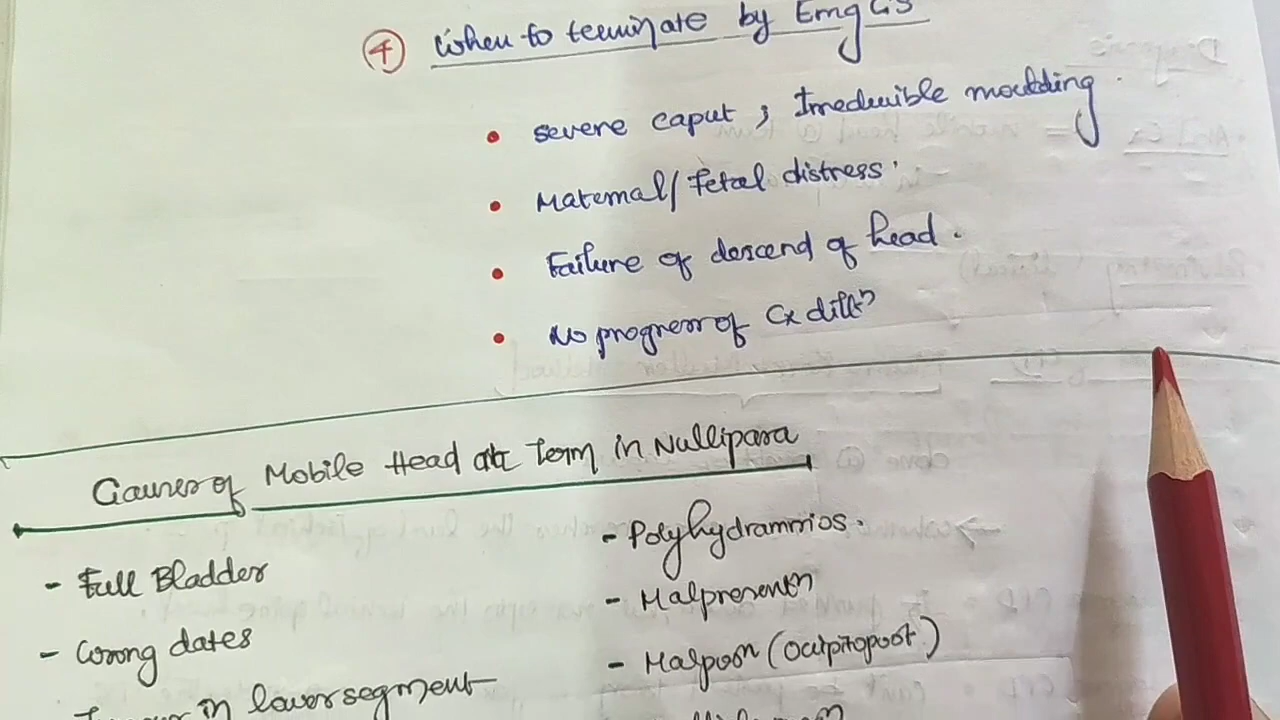 ④ When to terminate by Emg CS
• severe caput ; Irreducible moulding
• Maternal/Fetal distress.
• Failure of descend of head.
• No progress of Cx diltⁿ
Causes of Mobile Head at Term in Nullipara
- Full Bladder
- Wrong dates
in lower segment
- Polyhydramnios.
- Malpresentⁿ
- Malposn (occipitopost)